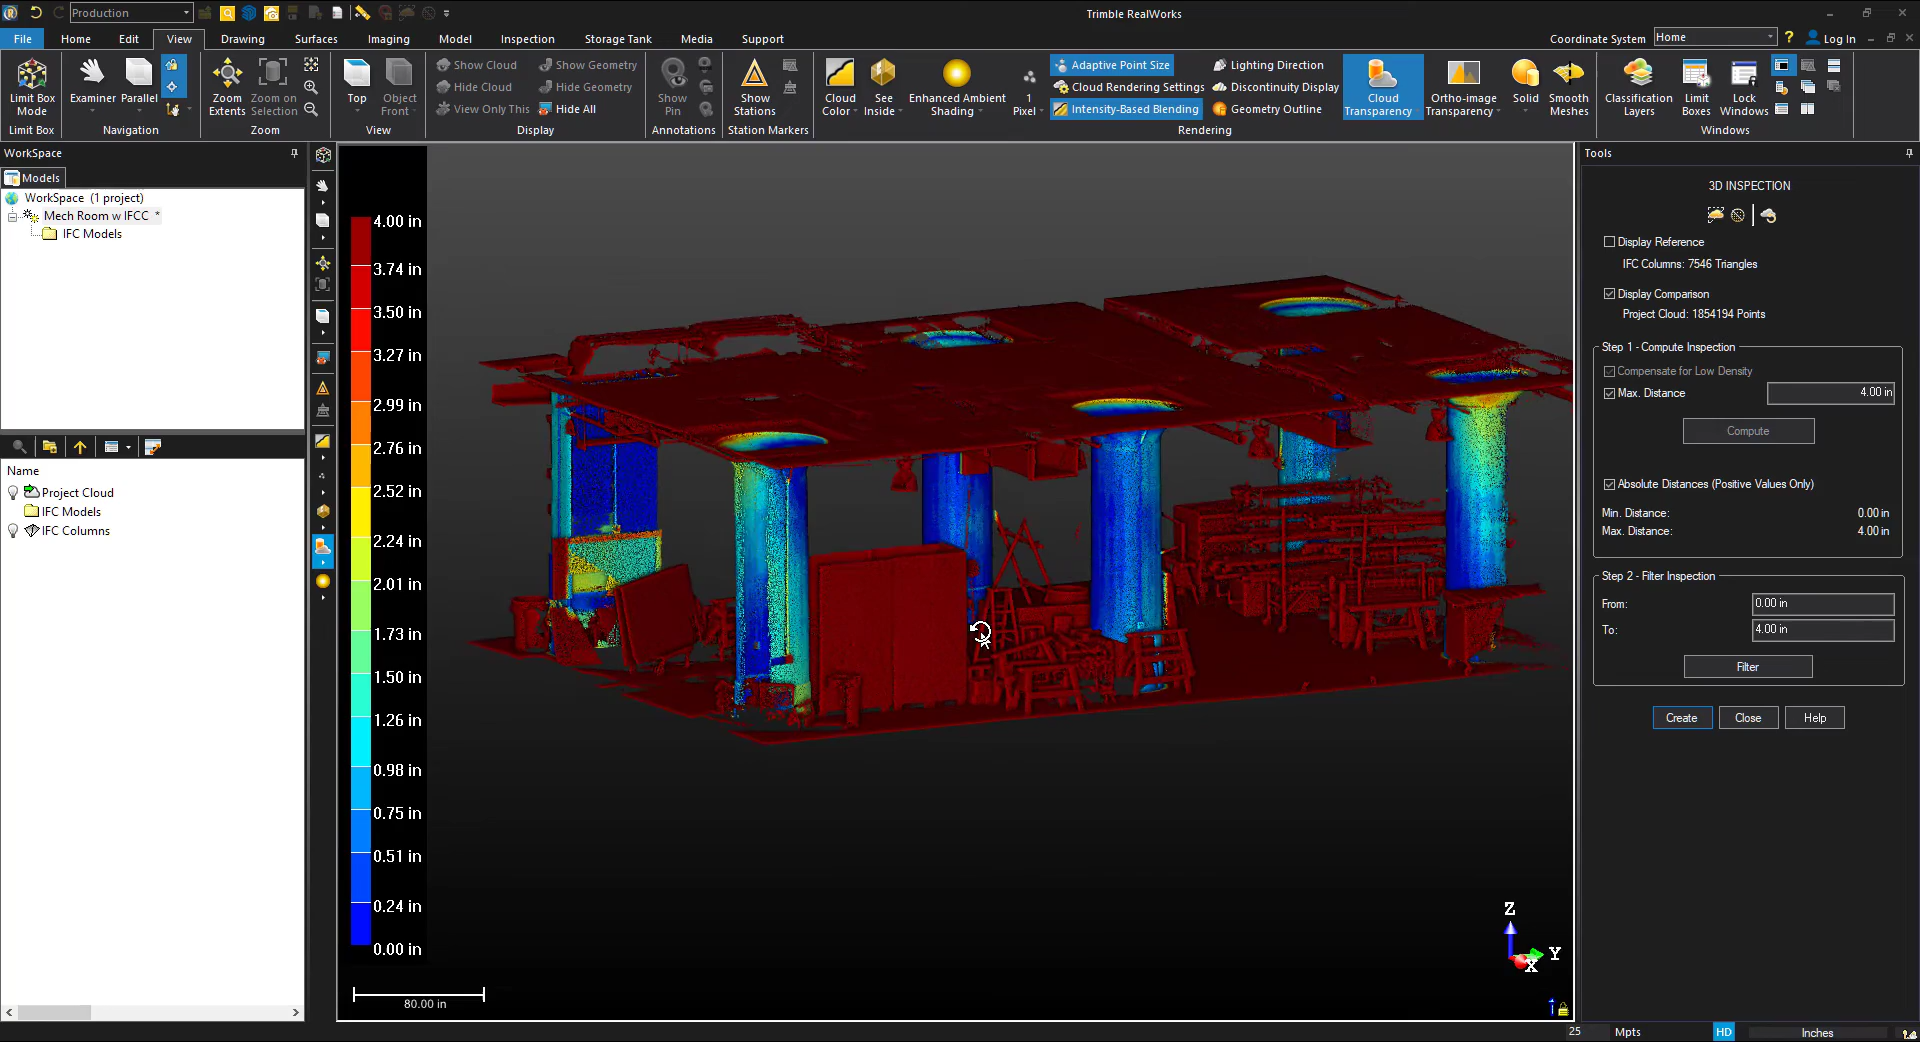 Production
Trimble RealWorks
File Home Edit View Drawing Surfaces Imaging Model Inspection Storage Tank Media Support
Coordinate System Home ? Log In
Limit Box Mode
Limit Box
Examiner
Parallel
Navigation
Zoom Extents
Zoom on Selection
Zoom
Top
Object Front
View
Show Cloud
Hide Cloud
View Only This
Show Geometry
Hide Geometry
Hide All
Display
Show Pin
Annotations
Show Stations
Station Markers
Cloud Color
See Inside
Enhanced Ambient Shading
1 Pixel
Adaptive Point Size
Cloud Rendering Settings
Intensity-Based Blending
Lighting Direction
Discontinuity Display
Geometry Outline
Cloud Transparency
Ortho-image Transparency
Solid
Smooth Meshes
Rendering
Classification Layers
Limit Boxes
Lock Windows
Windows
WorkSpace
Models
WorkSpace (1 project)
Mech Room w IFCC *
IFC Models
Name
Project Cloud
IFC Models
IFC Columns
4.00 in
3.74 in
3.50 in
3.27 in
2.99 in
2.76 in
2.52 in
2.24 in
2.01 in
1.73 in
1.50 in
1.26 in
0.98 in
0.75 in
0.51 in
0.24 in
0.00 in
80.00 in
Z
Y
X
Tools
3D INSPECTION
Display Reference
IFC Columns: 7546 Triangles
Display Comparison
Project Cloud: 1854194 Points
Step 1 - Compute Inspection
Compensate for Low Density
Max. Distance 4.00 in
Compute
Absolute Distances (Positive Values Only)
Min. Distance: 0.00 in
Max. Distance: 4.00 in
Step 2 - Filter Inspection
From: 0.00 in
To: 4.00 in
Filter
Create Close Help
25 Mpts HD Inches